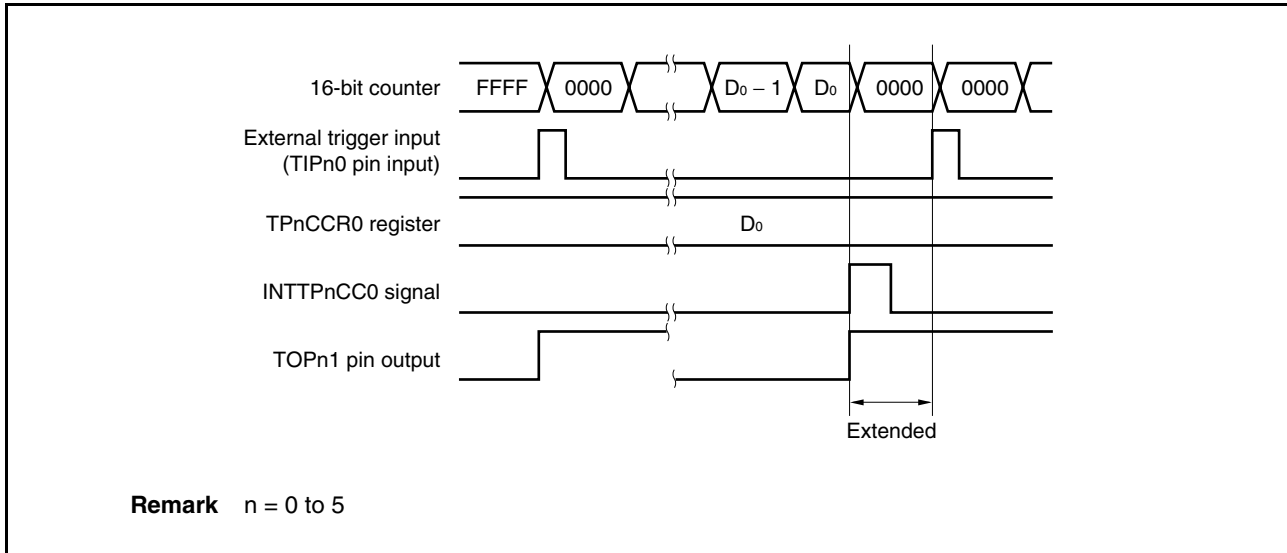 16-bit counter FFFF 0000 D₀ − 1 D₀ 0000 0000
External trigger input
(TIPn0 pin input)
TPnCCR0 register D₀
INTTPnCC0 signal
TOPn1 pin output
Extended
Remark n = 0 to 5